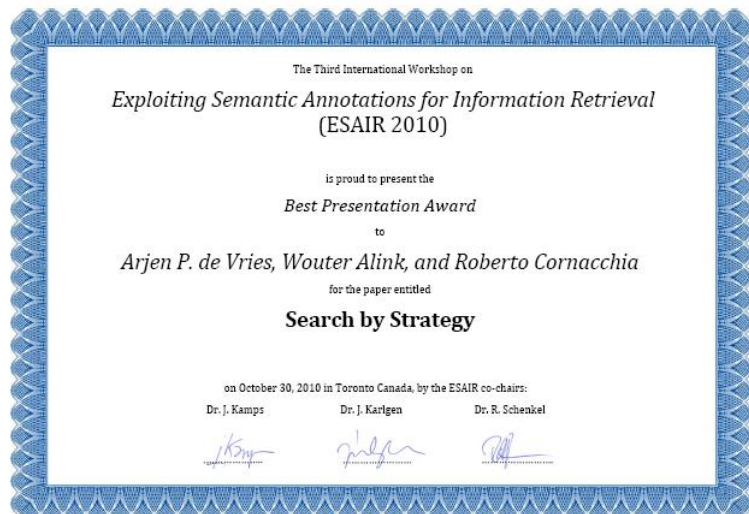 The Third International Workshop on
Exploiting Semantic Annotations for Information Retrieval
(ESAIR 2010)
is proud to present the
Best Presentation Award
to
Arjen P. de Vries, Wouter Alink, and Roberto Cornacchia
for the paper entitled
Search by Strategy
on October 30, 2010 in Toronto Canada, by the ESAIR co-chairs:
Dr. J. Kamps Dr. J. Karlgen Dr. R. Schenkel